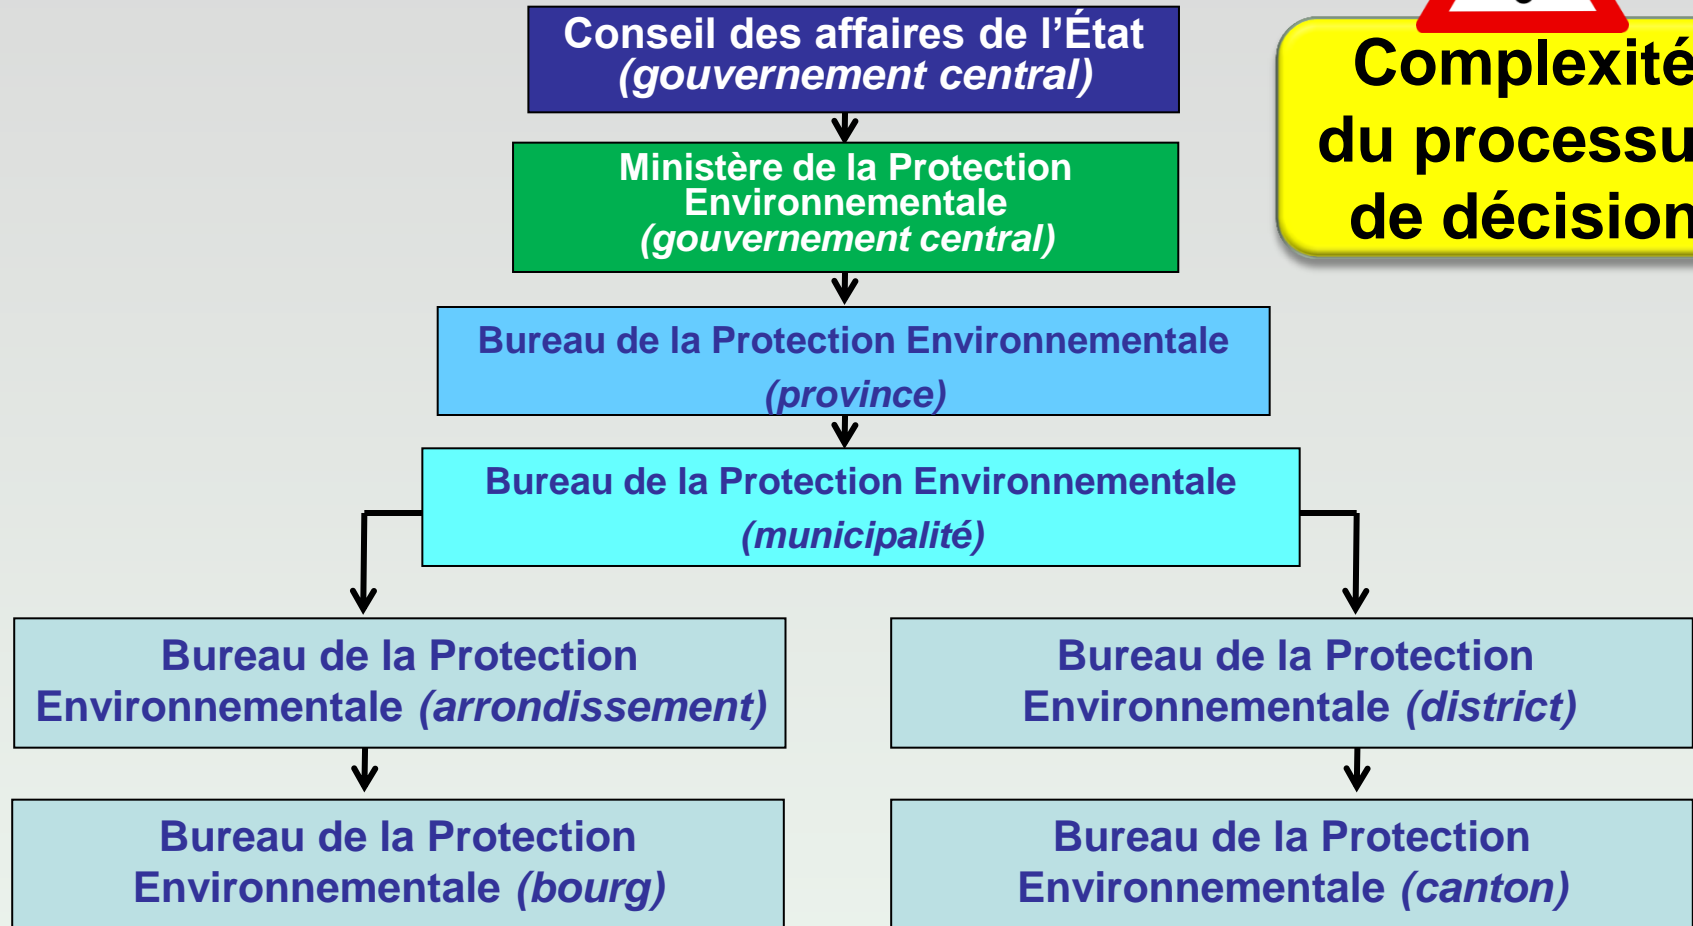 Conseil des affaires de l’État
(gouvernement central)
Complexité
du processu
de décision
Ministère de la Protection
Environnementale
(gouvernement central)
Bureau de la Protection Environnementale
(province)
Bureau de la Protection Environnementale
(municipalité)
Bureau de la Protection
Environnementale (arrondissement)
Bureau de la Protection
Environnementale (district)
Bureau de la Protection
Environnementale (bourg)
Bureau de la Protection
Environnementale (canton)